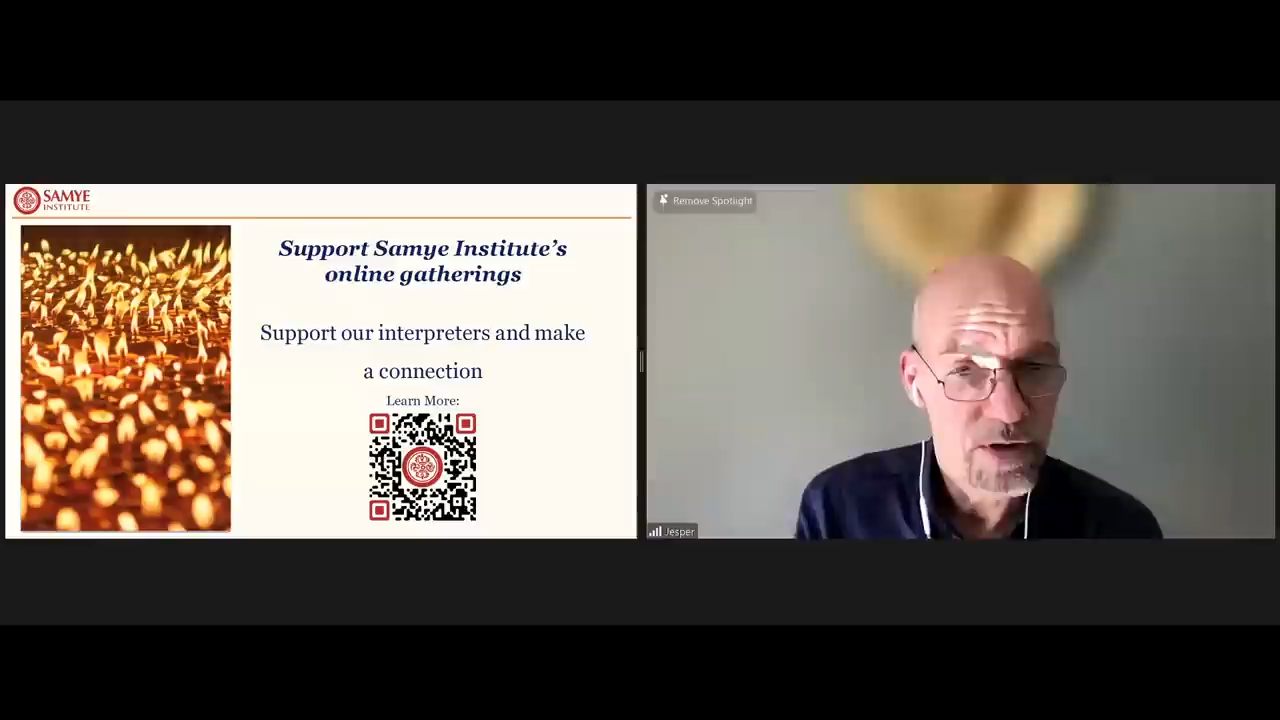 SAMYE
INSTITUTE
Support Samye Institute’s
online gatherings
Support our interpreters and make
a connection
Learn More:
Remove Spotlight
Jesper